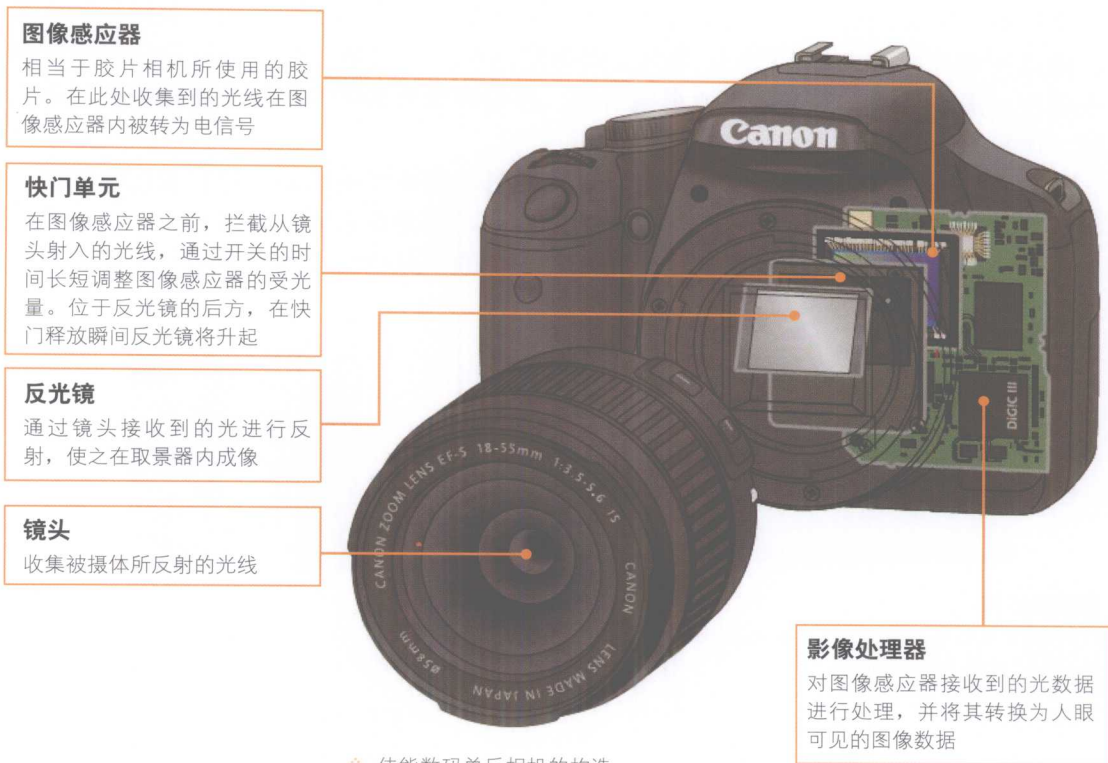 图像感应器
相当于胶片相机所使用的胶
片。在此处收集到的光线在图
像感应器内被转为电信号
快门单元
在图像感应器之前，拦截从镜
头射入的光线，通过开关的时
间长短调整图像感应器的受光
量。位于反光镜的后方，在快
门释放瞬间反光镜将升起
反光镜
通过镜头接收到的光进行反
射，使之在取景器内成像
镜头
收集被摄体所反射的光线
Canon
DIGIC III
CANON ZOOM LENS EF-S 18-55mm 1:3.5-5.6 IS
CANON
LENS MADE IN JAPAN
ø58mm
影像处理器
对图像感应器接收到的光数据
进行处理，并将其转换为人眼
可见的图像数据